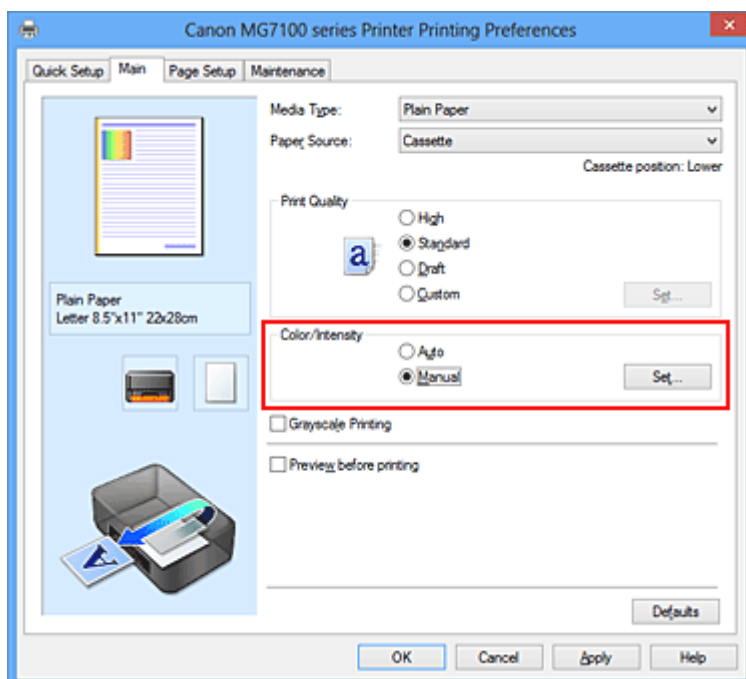 Canon MG7100 series Printer Printing Preferences
Quick Setup Main Page Setup Maintenance
Media Type: Plain Paper
Paper Source: Cassette
Cassette position: Lower
Print Quality
High
a
Standard
Draft
Custom Set...
Plain Paper
Letter 8.5"x11" 22x28cm
Color/Intensity
Auto
Manual Set...
Grayscale Printing
Preview before printing
A
Defaults
OK Cancel Apply Help